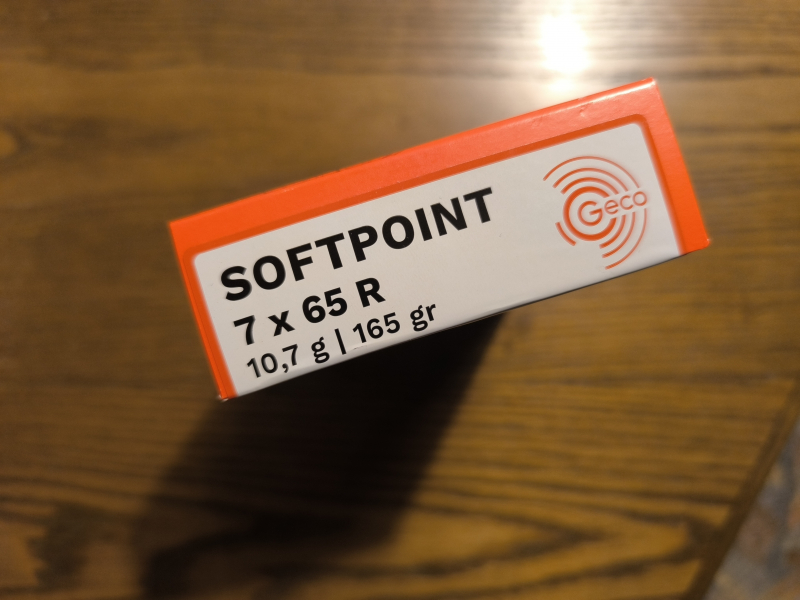 SOFTPOINT
7 x 65 R
10,7 g | 165 gr
Geco